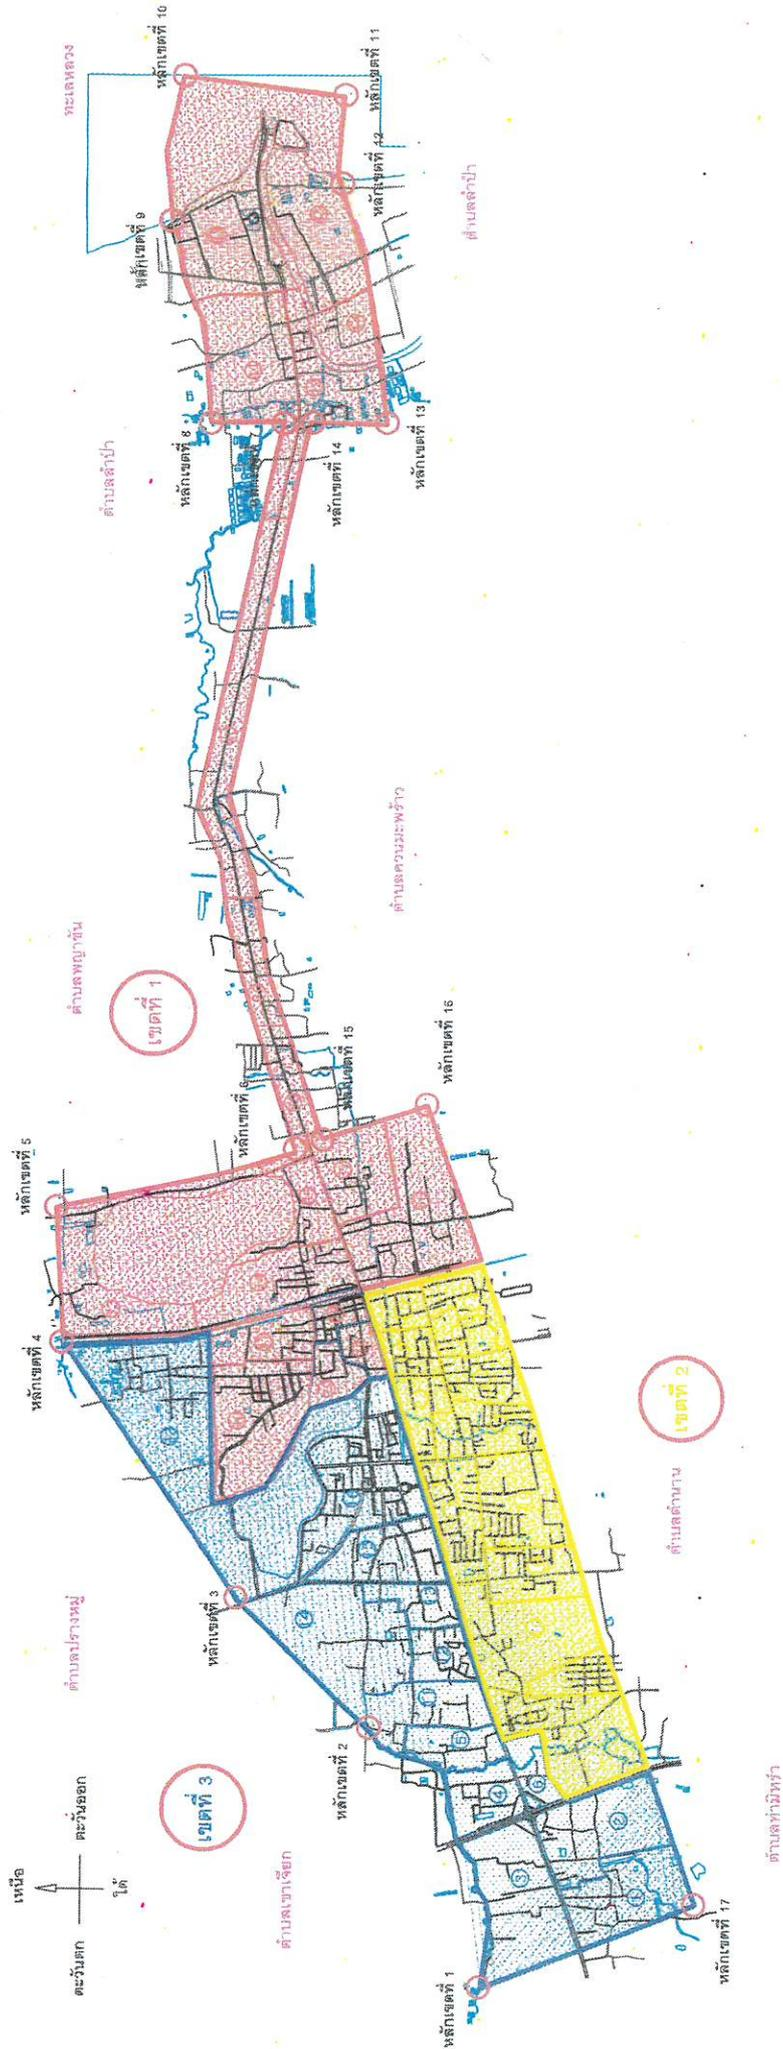 เหนือ
ตะวันตก
ตะวันออก
ใต้
หลักเขตที่ 1
หลักเขตที่ 2
หลักเขตที่ 3
หลักเขตที่ 4
หลักเขตที่ 5
หลักเขตที่ 6
หลักเขตที่ 8
หลักเขตที่ 9
หลักเขตที่ 10
หลักเขตที่ 11
หลักเขตที่ 12
หลักเขตที่ 13
หลักเขตที่ 14
หลักเขตที่ 15
หลักเขตที่ 16
หลักเขตที่ 17
เขตที่ 1
เขตที่ 2
เขตที่ 3
ตำบลเขาเจียก
ตำบลปรางหมู่
ตำบลพญาขัน
ตำบลลำปำ
ทะเลหลวง
ตำบลลำปำ
ตำบลควนมะพร้าว
ตำบลตำนาน
ตำบลท่ามิหรำ
1
2
3
4
5
6